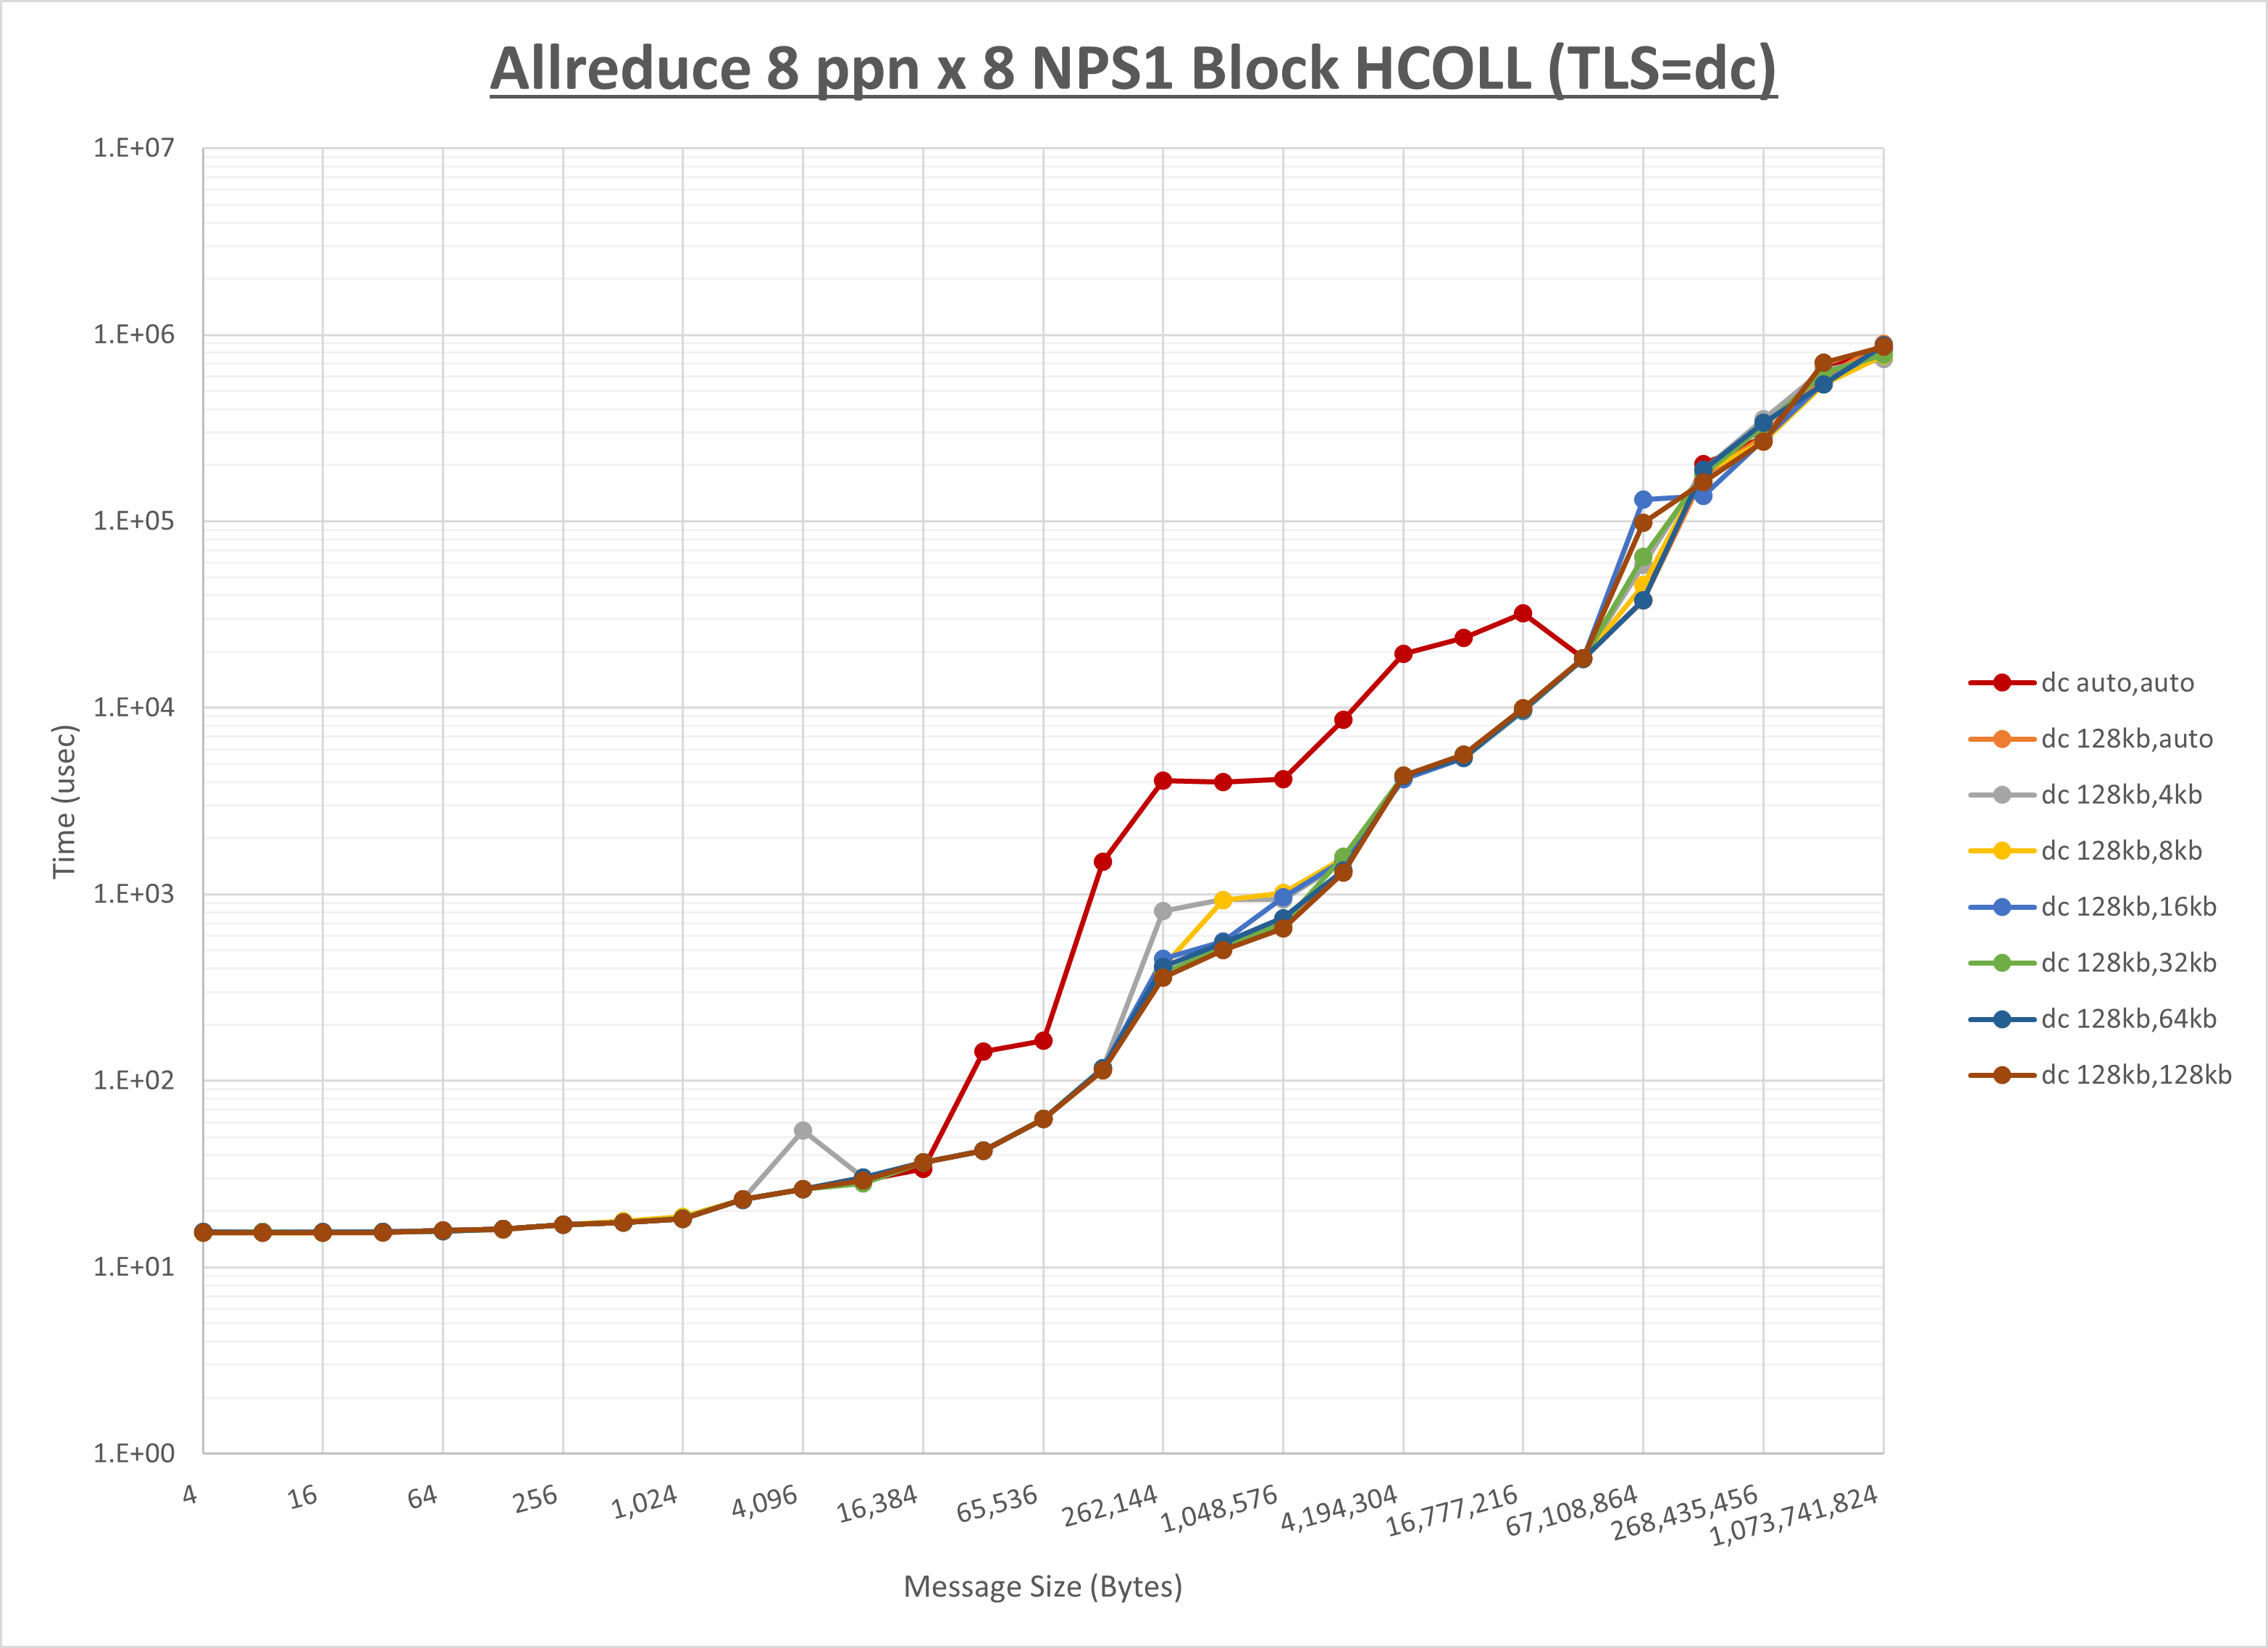 Allreduce 8 ppn x 8 NPS1 Block HCOLL (TLS=dc)
1.E+07
1.E+06
1.E+05
1.E+04
1.E+03
1.E+02
1.E+01
1.E+00
Time (usec)
4
16
64
256
1,024
4,096
16,384
65,536
262,144
1,048,576
4,194,304
16,777,216
67,108,864
268,435,456
1,073,741,824
Message Size (Bytes)
dc auto,auto
dc 128kb,auto
dc 128kb,4kb
dc 128kb,8kb
dc 128kb,16kb
dc 128kb,32kb
dc 128kb,64kb
dc 128kb,128kb